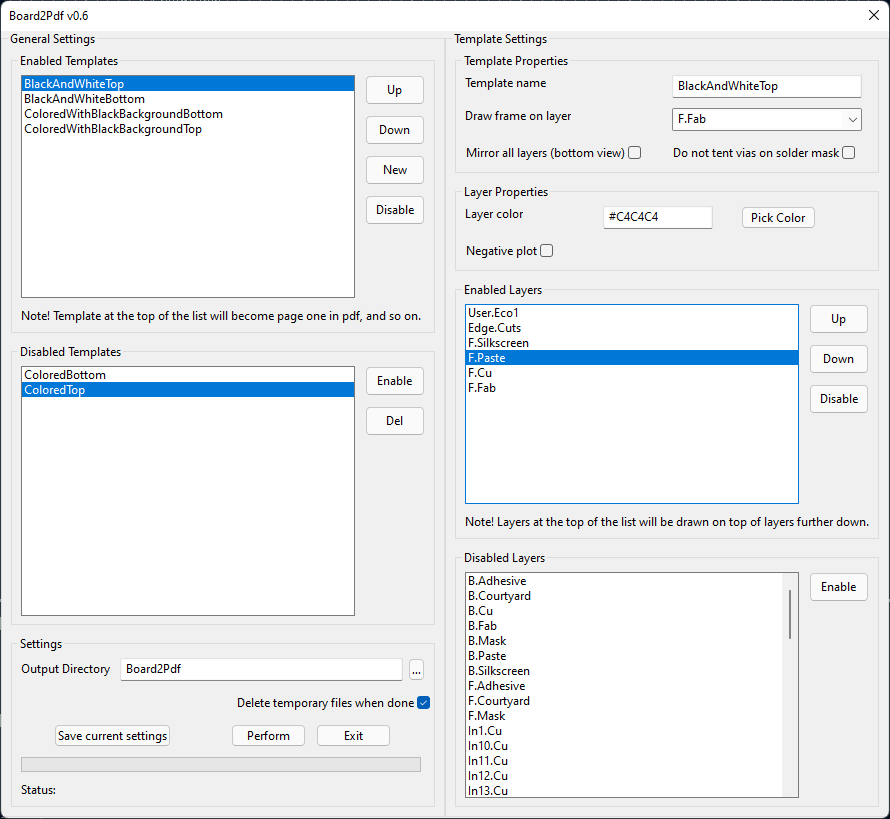 Board2Pdf v0.6
General Settings
Enabled Templates
BlackAndWhiteTop
BlackAndWhiteBottom
ColoredWithBlackBackgroundBottom
ColoredWithBlackBackgroundTop
Up
Down
New
Disable
Note! Template at the top of the list will become page one in pdf, and so on.
Disabled Templates
ColoredBottom
ColoredTop
Enable
Del
Settings
Output Directory Board2Pdf ...
Delete temporary files when done
Save current settings Perform Exit
Status:
Template Settings
Template Properties
Template name BlackAndWhiteTop
Draw frame on layer F.Fab
Mirror all layers (bottom view) Do not tent vias on solder mask
Layer Properties
Layer color #C4C4C4 Pick Color
Negative plot
Enabled Layers
User.Eco1
Edge.Cuts
F.Silkscreen
F.Paste
F.Cu
F.Fab
Up
Down
Disable
Note! Layers at the top of the list will be drawn on top of layers further down.
Disabled Layers
B.Adhesive
B.Courtyard
B.Cu
B.Fab
B.Mask
B.Paste
B.Silkscreen
F.Adhesive
F.Courtyard
F.Mask
In1.Cu
In10.Cu
In11.Cu
In12.Cu
In13.Cu
Enable